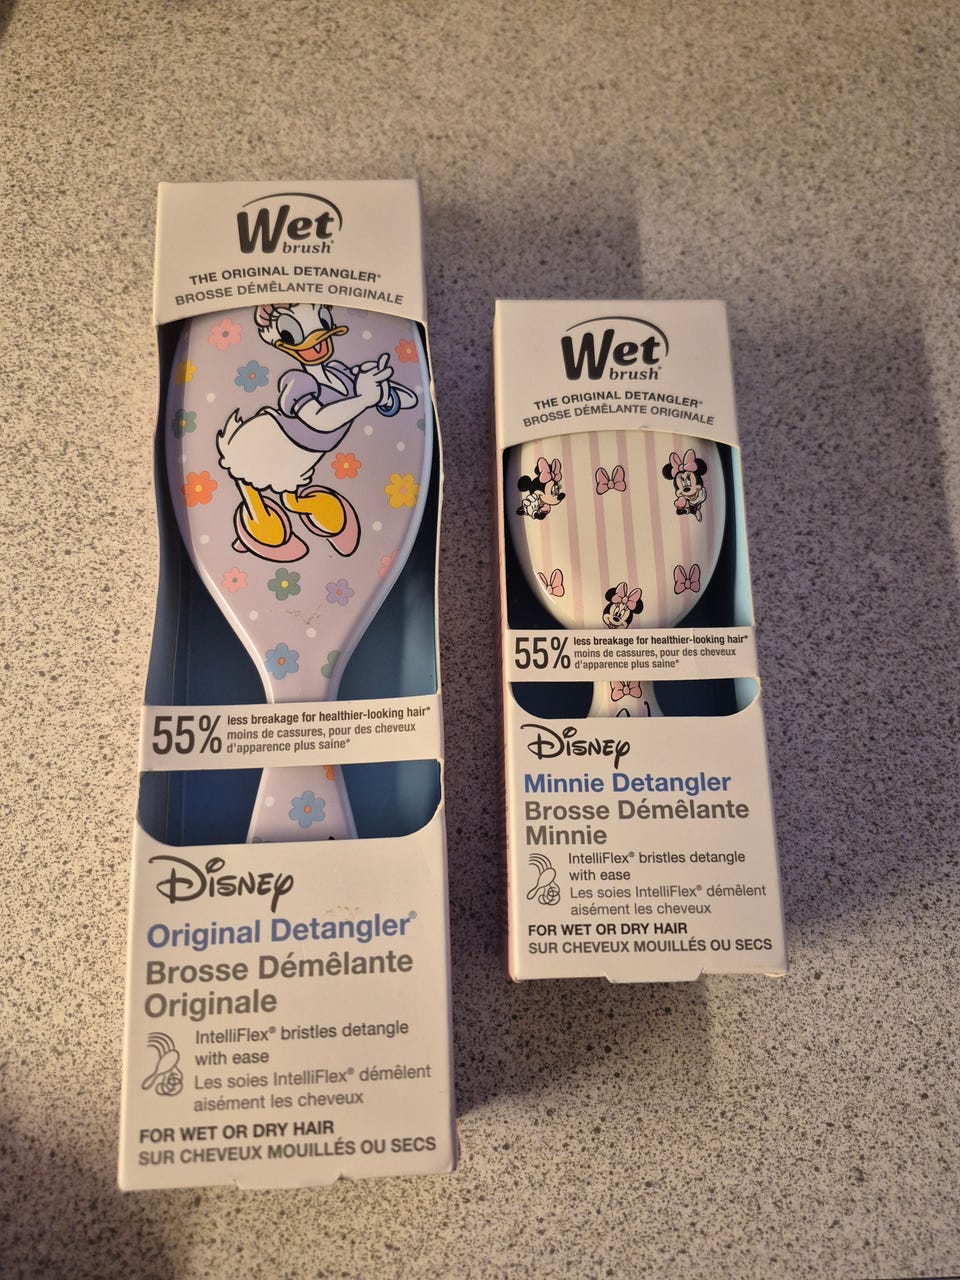 Wet
brush®
THE ORIGINAL DETANGLER®
BROSSE DÉMÊLANTE ORIGINALE
55%
less breakage for healthier-looking hair*
moins de cassures, pour des cheveux
d'apparence plus saine*
Disney
Original Detangler®
Brosse Démêlante
Originale
IntelliFlex® bristles detangle
with ease
Les soies IntelliFlex® démêlent
aisément les cheveux
FOR WET OR DRY HAIR
SUR CHEVEUX MOUILLÉS OU SECS
Wet
brush®
THE ORIGINAL DETANGLER®
BROSSE DÉMÊLANTE ORIGINALE
55%
less breakage for healthier-looking hair*
moins de cassures, pour des cheveux
d'apparence plus saine*
Disney
Minnie Detangler
Brosse Démêlante
Minnie
IntelliFlex® bristles detangle
with ease
Les soies IntelliFlex® démêlent
aisément les cheveux
FOR WET OR DRY HAIR
SUR CHEVEUX MOUILLÉS OU SECS